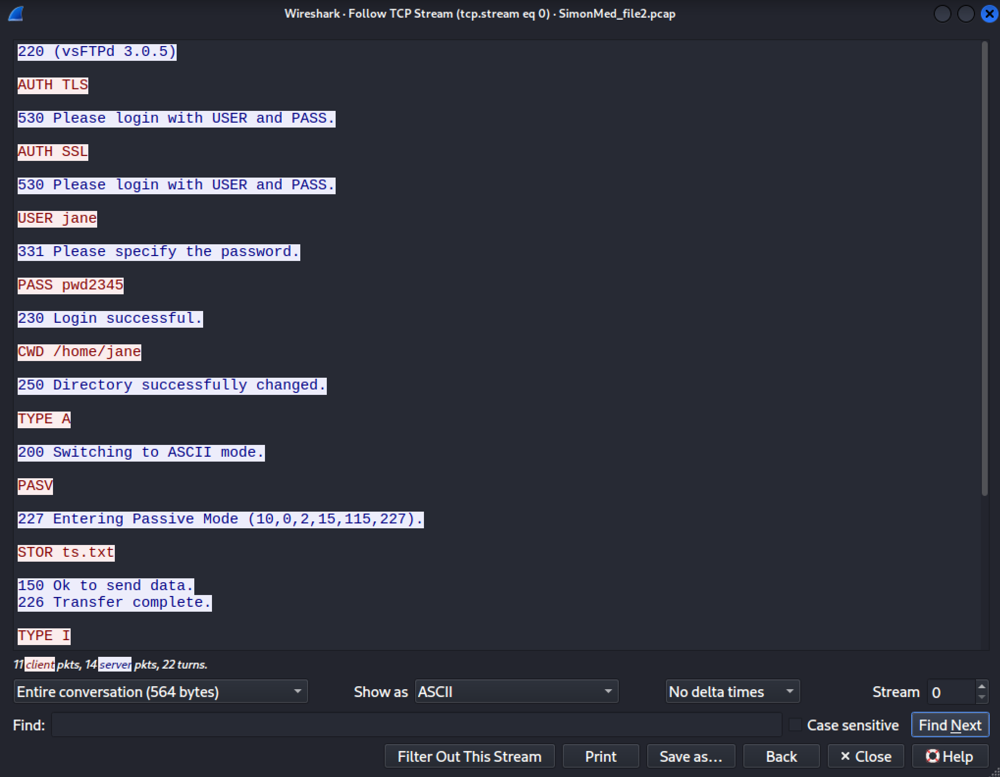 Wireshark · Follow TCP Stream (tcp.stream eq 0) · SimonMed_file2.pcap
220 (vsFTPd 3.0.5)
AUTH TLS
530 Please login with USER and PASS.
AUTH SSL
530 Please login with USER and PASS.
USER jane
331 Please specify the password.
PASS pwd2345
230 Login successful.
CWD /home/jane
250 Directory successfully changed.
TYPE A
200 Switching to ASCII mode.
PASV
227 Entering Passive Mode (10,0,2,15,115,227).
STOR ts.txt
150 Ok to send data.
226 Transfer complete.
TYPE I
11 client pkts, 14 server pkts, 22 turns.
Entire conversation (564 bytes) Show as ASCII No delta times Stream 0
Find: Case sensitive Find Next
Filter Out This Stream Print Save as... Back × Close Help